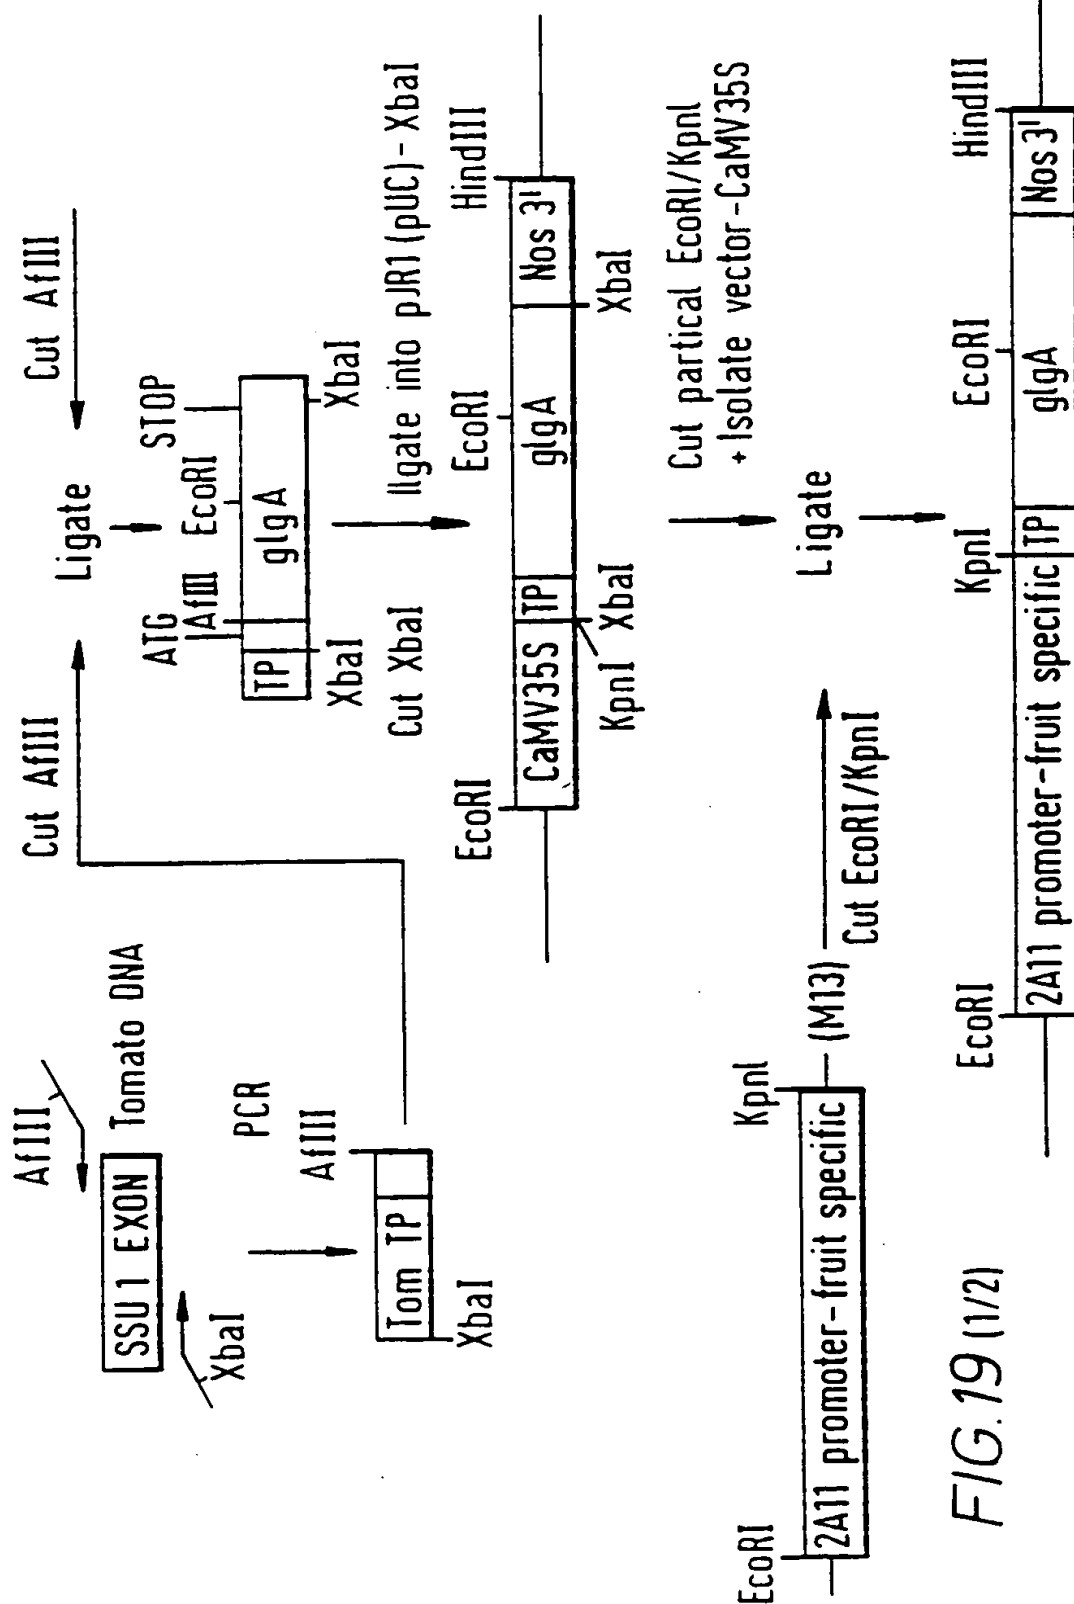 AflII
SSU 1 EXON
Tomato DNA
XbaI
PCR
AflII
Tom TP
XbaI
Cut AflII
Cut AflII
Ligate
ATG
AflII
EcoRI
STOP
TP
glgA
XbaI
XbaI
Cut XbaI
ligate into pJR1 (pUC)-XbaI
EcoRI
EcoRI
HindIII
CaMV35S
TP
glgA
Nos 3'
KpnI
XbaI
XbaI
Cut partical EcoRI/KpnI
+Isolate vector-CaMV35S
EcoRI
KpnI
2A11 promoter-fruit specific
(M13)
Cut EcoRI/KpnI
Ligate
EcoRI
KpnI
EcoRI
HindIII
2A11 promoter-fruit specific
TP
glgA
Nos 3'
FIG. 19 (1/2)